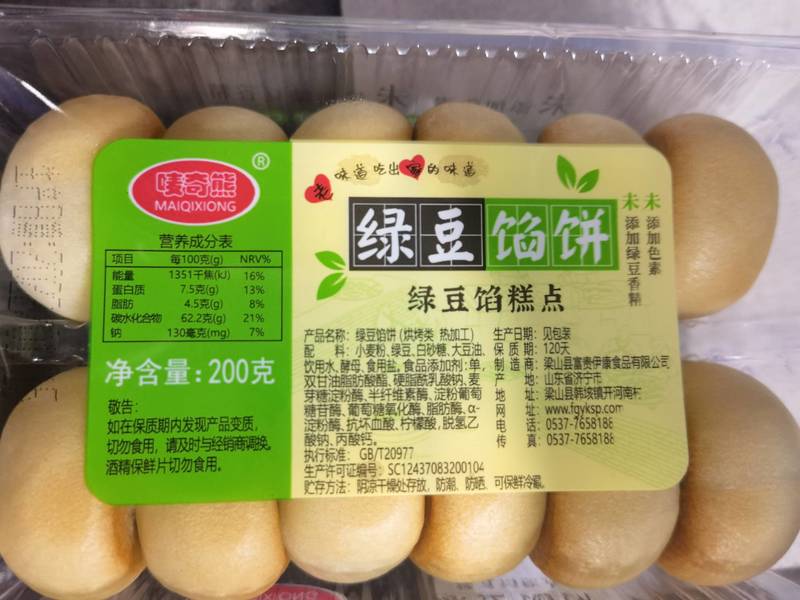 唛奇熊®
MAIQIXIONG
营养成分表
项目 每100克(g) NRV%
能量 1351千焦(kJ) 16%
蛋白质 7.5克(g) 13%
脂肪 4.5克(g) 8%
碳水化合物 62.2克(g) 21%
钠 130毫克(mg) 7%
净含量:200克
敬告:
如在保质期内发现产品变质,
切勿食用,请及时与经销商调换。
酒精保鲜片切勿食用。
老味道吃出家的味道
绿豆馅饼
绿豆馅糕点
未添加色素
未添加绿豆香精
产品名称:绿豆馅饼(烘烤类 热加工)
配 料:小麦粉、绿豆、白砂糖、大豆油、
饮用水、酵母、食用盐、食品添加剂:单,
双甘油脂肪酸酯、硬脂酰乳酸钠、麦
芽糖淀粉酶、半纤维素酶、淀粉葡萄
糖苷酶、葡萄糖氧化酶、脂肪酶、α-
淀粉酶、抗坏血酸、柠檬酸、脱氢乙
酸钠、丙酸钙。
执行标准:GB/T20977
生产许可证编号:SC12437083200104
贮存方法:阴凉干燥处存放,防潮、防晒、可保鲜冷藏。
生产日期:见包装
保质期:120天
制造商:梁山县富贵伊康食品有限公司
产 地:山东省济宁市
地 址:梁山县韩垓镇开河南村
网 址:www.fgyksp.com
电 话:0537-7658188
传 真:0537-7658188